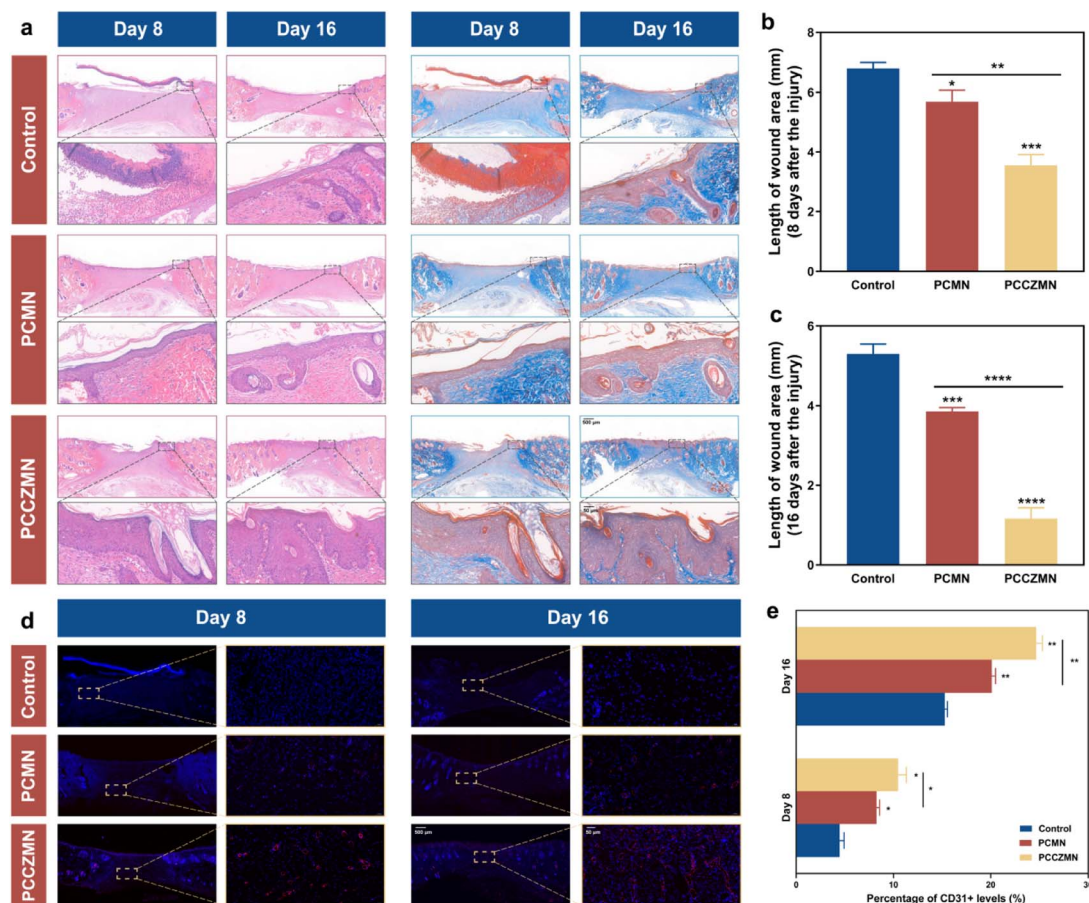 a
Day 8
Day 16
Day 8
Day 16
Control
PCMN
PCCZMN
500 μm
50 μm
b
Length of wound area (mm)
(8 days after the injury)
8
6
4
2
0
*
**
***
Control
PCMN
PCCZMN
c
Length of wound area (mm)
(16 days after the injury)
6
4
2
0
***
****
****
Control
PCMN
PCCZMN
d
Day 8
Day 16
Control
PCMN
PCCZMN
500 μm
50 μm
e
Day 16
Day 8
**
**
**
*
*
*
Control
PCMN
PCCZMN
0
10
20
30
Percentage of CD31+ levels (%)